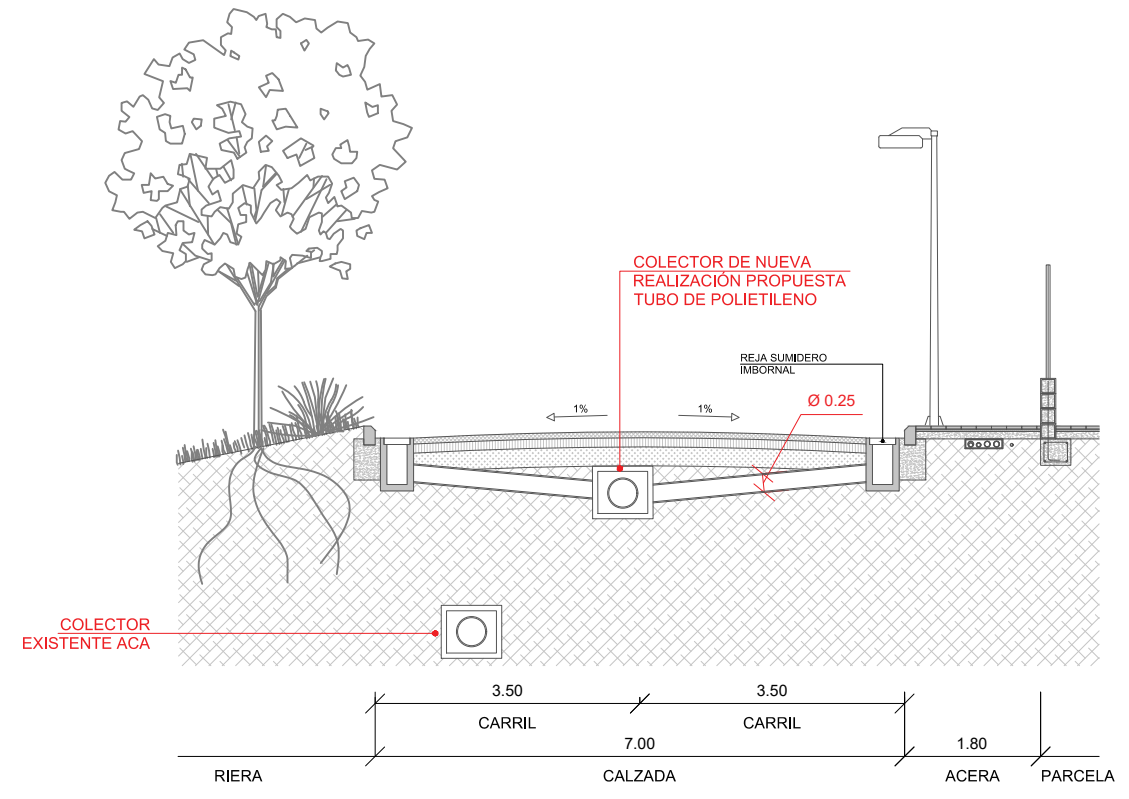 COLECTOR DE NUEVA
REALIZACIÓN PROPUESTA
TUBO DE POLIETILENO
REJA SUMIDERO
IMBORNAL
Ø 0.25
1%
1%
COLECTOR
EXISTENTE ACA
3.50
3.50
CARRIL
CARRIL
7.00
1.80
RIERA
CALZADA
ACERA
PARCELA